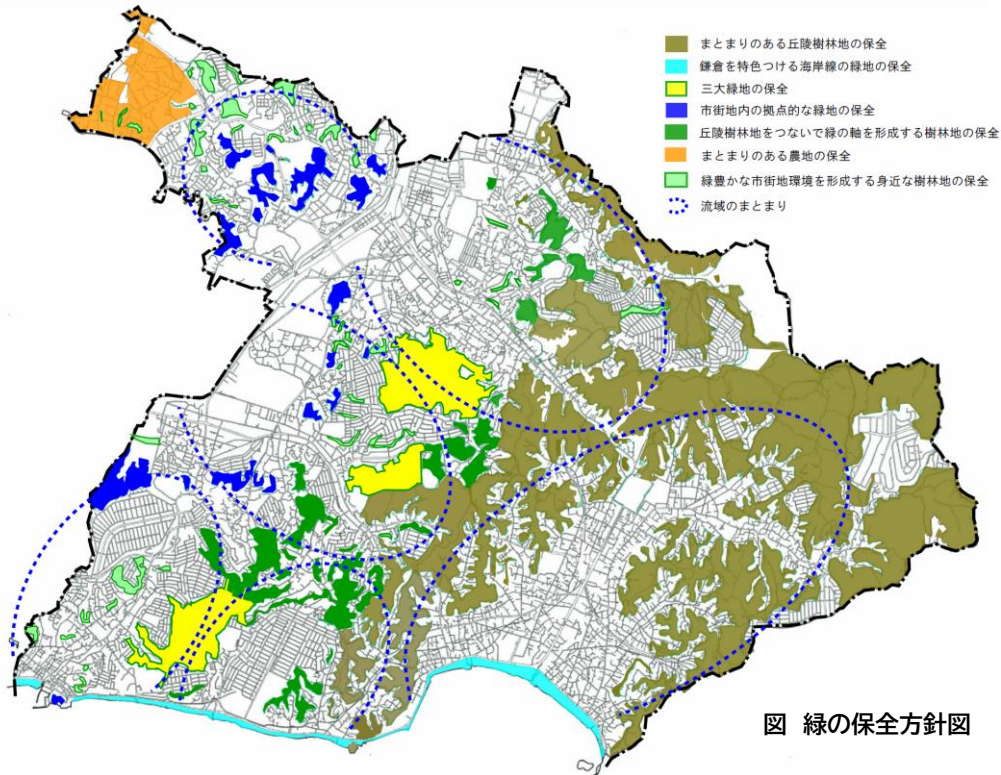 まとまりのある丘陵樹林地の保全
鎌倉を特色つける海岸線の緑地の保全
三大緑地の保全
市街地内の拠点的な緑地の保全
丘陵樹林地をつないで緑の軸を形成する樹林地の保全
まとまりのある農地の保全
緑豊かな市街地環境を形成する身近な樹林地の保全
流域のまとまり
図 緑の保全方針図